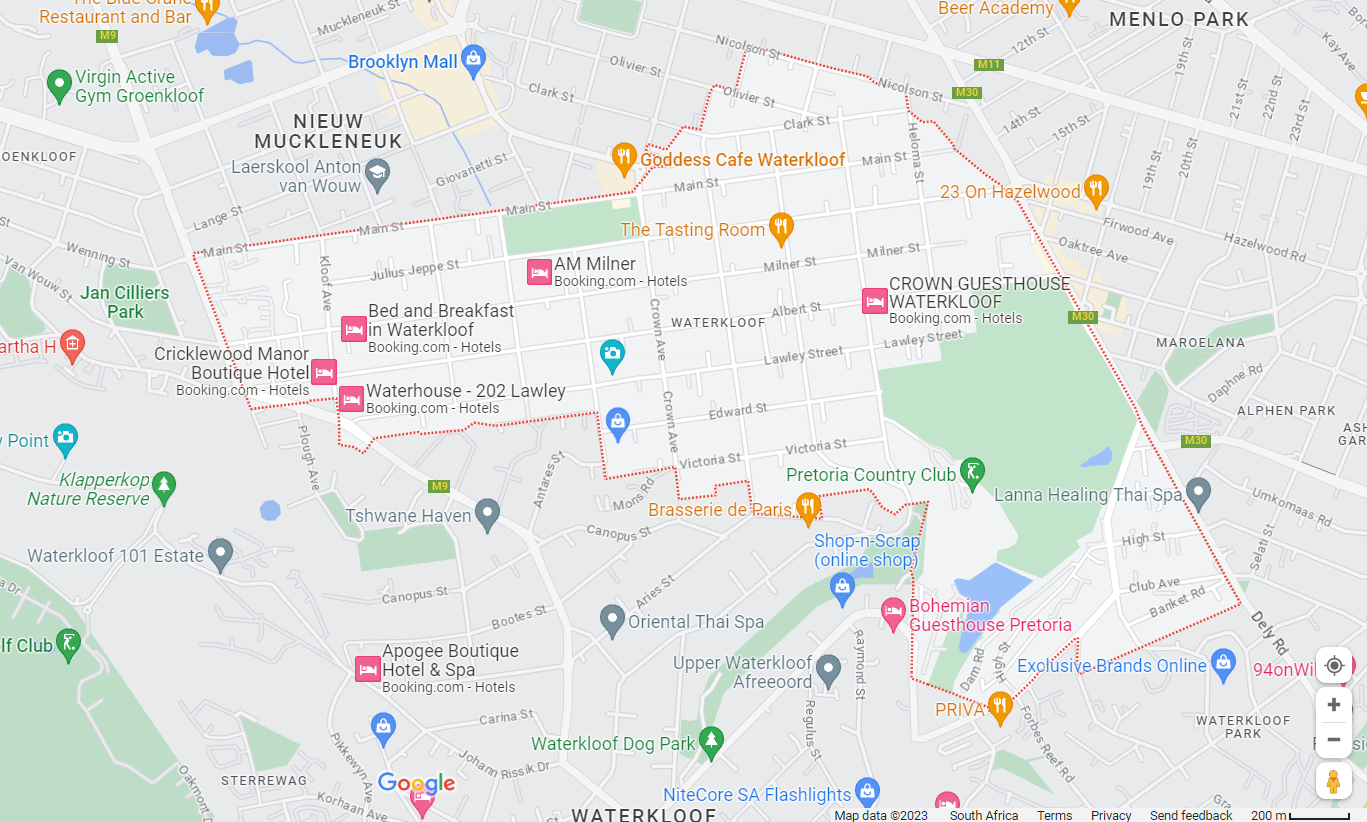 The Blue Crane
Restaurant and Bar
M9
Muckleneuk St
Beer Academy
MENLO PARK
Nicolson St
12th St
19th St
Kay Ave
Brooklyn Mall
Olivier St
M11
Virgin Active
Gym Groenkloof
Clark St
Olivier St
Nicolson St
M30
21st St
22nd St
23rd St
NIEUW
MUCKLENEUK
Clark St
14th St
15th St
OENKLOOF
Laerskool Anton
van Wouw
Giovanetti St
Goddess Cafe Waterkloof
Main St
Heloma St
20th St
19th St
Main St
23 On Hazelwood
Lange St
Main St
Main St
The Tasting Room
Firwood Ave
Hazelwood Rd
Oaktree Ave
Wenning St
Main St
Van Wouw St
Kloof Ave
Julius Jeppe St
AM Milner
Booking.com - Hotels
Milner St
Milner St
Jan Cilliers
Park
CROWN GUESTHOUSE
WATERKLOOF
Booking.com - Hotels
Bed and Breakfast
in Waterkloof
Booking.com - Hotels
Crown Ave
WATERKLOOF
Albert St
M30
artha H
Cricklewood Manor
Boutique Hotel
Booking.com - Hotels
Lawley Street
Lawley Street
MAROELANA
Waterhouse - 202 Lawley
Booking.com - Hotels
Daphne Rd
Crown Ave
Edward St
ALPHEN PARK
Plough Ave
Victoria St
Victoria St
M30
ASH
GAR
w Point
Klapperkop
Nature Reserve
M9
Antares St
Mons Rd
Pretoria Country Club
Lanna Healing Thai Spa
Umkomaas Rd
Tshwane Haven
Brasserie de Paris
Canopus St
Shop-n-Scrap
(online shop)
High St
Selati St
Waterkloof 101 Estate
Canopus St
Aries St
Club Ave
Banket Rd
Bootes St
Oriental Thai Spa
Bohemian
Guesthouse Pretoria
Dely Rd
lf Club
Apogee Boutique
Hotel & Spa
Booking.com - Hotels
Upper Waterkloof
Afreeoord
Raymond St
Dam Rd
High St
Exclusive Brands Online
94onWil
PRIVA
Carina St
Regulus St
Forbes Reef Rd
WATERKLOOF
PARK
Pikkewyn Ave
Waterkloof Dog Park
Johann Rissik Dr
STERREWAG
Oakmont
Korhaan Ave
Google
WATERKLOOF
NiteCore SA Flashlights
Map data ©2023
South Africa
Terms
Privacy
Send feedback
200 m